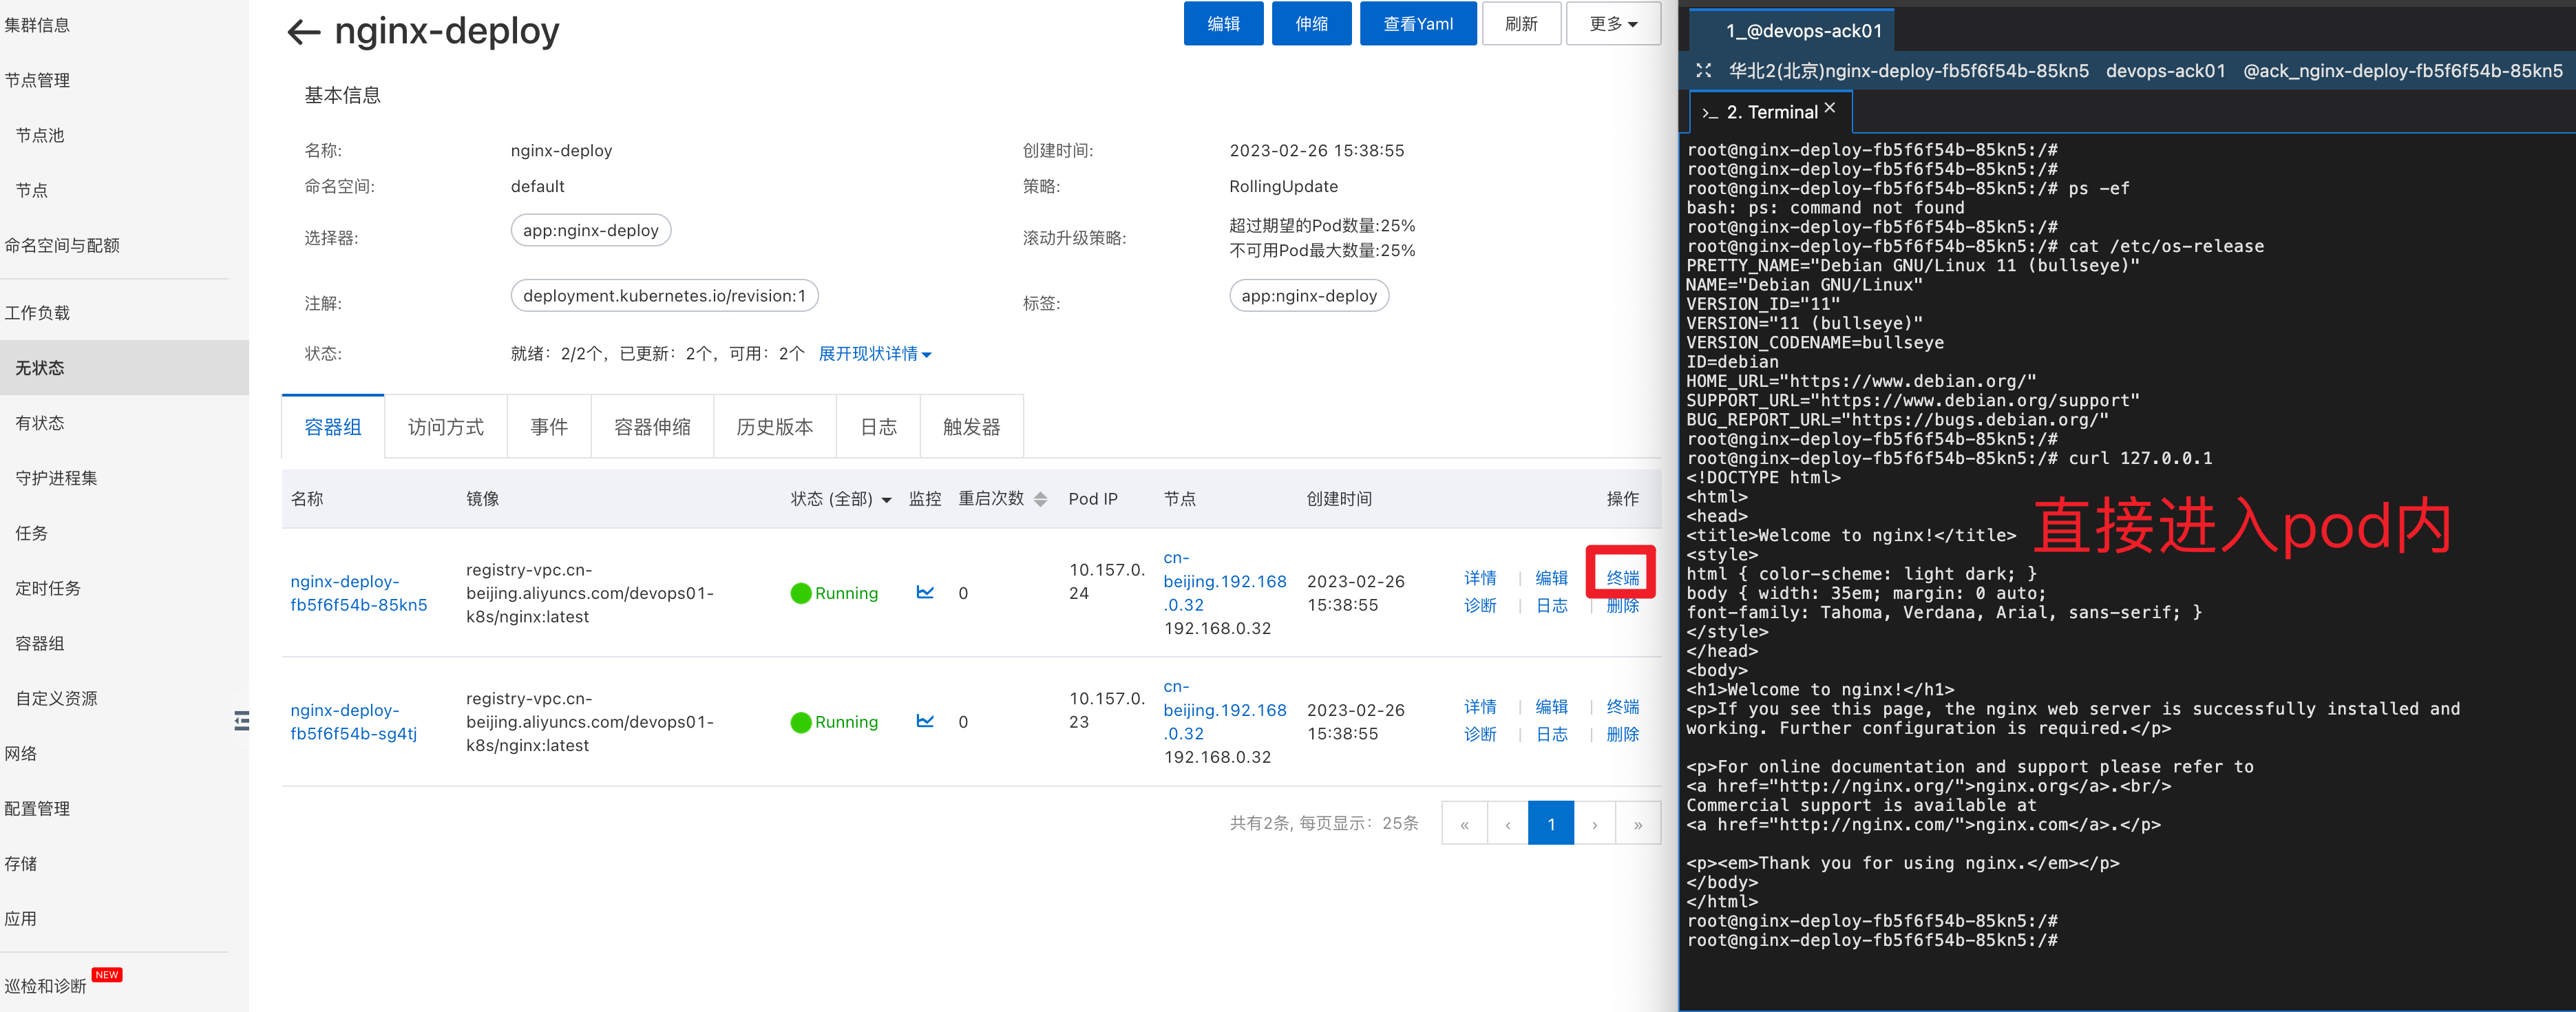 集群信息
节点管理
节点池
节点
命名空间与配额
工作负载
无状态
有状态
守护进程集
任务
定时任务
容器组
自定义资源
网络
配置管理
存储
应用
巡检和诊断 NEW
nginx-deploy
编辑 伸缩 查看Yaml 刷新 更多
基本信息
名称: nginx-deploy 创建时间: 2023-02-26 15:38:55
命名空间: default 策略: RollingUpdate
选择器: app:nginx-deploy 滚动升级策略: 超过期望的Pod数量:25%
不可用Pod最大数量:25%
注解: deployment.kubernetes.io/revision:1 标签: app:nginx-deploy
状态: 就绪：2/2个，已更新：2个，可用：2个 展开现状详情
容器组 访问方式 事件 容器伸缩 历史版本 日志 触发器
名称 镜像 状态 (全部) 监控 重启次数 Pod IP 节点 创建时间 操作
nginx-deploy-
fb5f6f54b-85kn5
registry-vpc.cn-
beijing.aliyuncs.com/devops01-
k8s/nginx:latest
Running
0
10.157.0.
24
cn-
beijing.192.168
.0.32
192.168.0.32
2023-02-26
15:38:55
详情 | 编辑 | 终端
诊断 | 日志 | 删除
nginx-deploy-
fb5f6f54b-sg4tj
registry-vpc.cn-
beijing.aliyuncs.com/devops01-
k8s/nginx:latest
Running
0
10.157.0.
23
cn-
beijing.192.168
.0.32
192.168.0.32
2023-02-26
15:38:55
详情 | 编辑 | 终端
诊断 | 日志 | 删除
共有2条, 每页显示：25条 « ‹ 1 › »
1_@devops-ack01
华北2(北京)nginx-deploy-fb5f6f54b-85kn5 devops-ack01 @ack_nginx-deploy-fb5f6f54b-85kn5
>_ 2. Terminal ×
root@nginx-deploy-fb5f6f54b-85kn5:/#
root@nginx-deploy-fb5f6f54b-85kn5:/#
root@nginx-deploy-fb5f6f54b-85kn5:/# ps -ef
bash: ps: command not found
root@nginx-deploy-fb5f6f54b-85kn5:/#
root@nginx-deploy-fb5f6f54b-85kn5:/# cat /etc/os-release
PRETTY_NAME="Debian GNU/Linux 11 (bullseye)"
NAME="Debian GNU/Linux"
VERSION_ID="11"
VERSION="11 (bullseye)"
VERSION_CODENAME=bullseye
ID=debian
HOME_URL="https://www.debian.org/"
SUPPORT_URL="https://www.debian.org/support"
BUG_REPORT_URL="https://bugs.debian.org/"
root@nginx-deploy-fb5f6f54b-85kn5:/#
root@nginx-deploy-fb5f6f54b-85kn5:/# curl 127.0.0.1
<!DOCTYPE html>
<html>
<head>
<title>Welcome to nginx!</title>
<style>
html { color-scheme: light dark; }
body { width: 35em; margin: 0 auto;
font-family: Tahoma, Verdana, Arial, sans-serif; }
</style>
</head>
<body>
<h1>Welcome to nginx!</h1>
<p>If you see this page, the nginx web server is successfully installed and
working. Further configuration is required.</p>
<p>For online documentation and support please refer to
<a href="http://nginx.org/">nginx.org</a>.<br/>
Commercial support is available at
<a href="http://nginx.com/">nginx.com</a>.</p>
<p><em>Thank you for using nginx.</em></p>
</body>
</html>
root@nginx-deploy-fb5f6f54b-85kn5:/#
root@nginx-deploy-fb5f6f54b-85kn5:/#
直接进入pod内